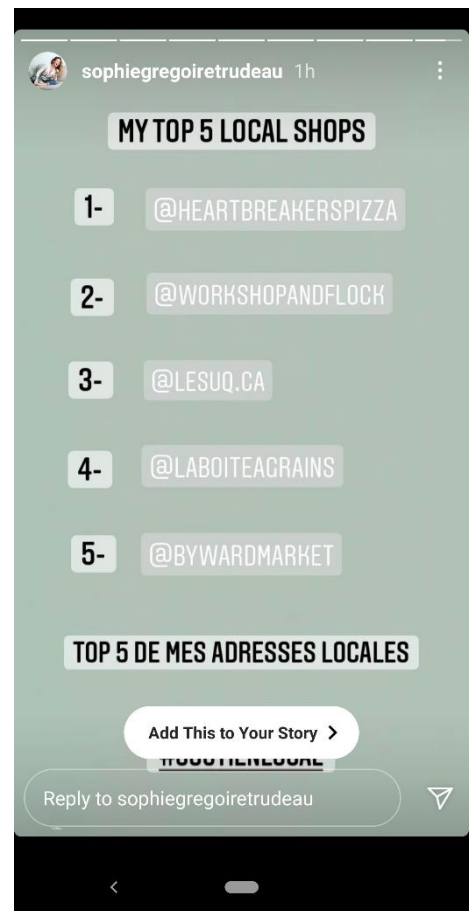 sophiegregoiretrudeau 1h
MY TOP 5 LOCAL SHOPS
1- @HEARTBREAKERSPIZZA
2- @WORKSHOPANDFLOCK
3- @LESUQ.CA
4- @LABOITEAGRAINS
5- @BYWARDMARKET
TOP 5 DE MES ADRESSES LOCALES
Add This to Your Story >
Reply to sophiegregoiretrudeau